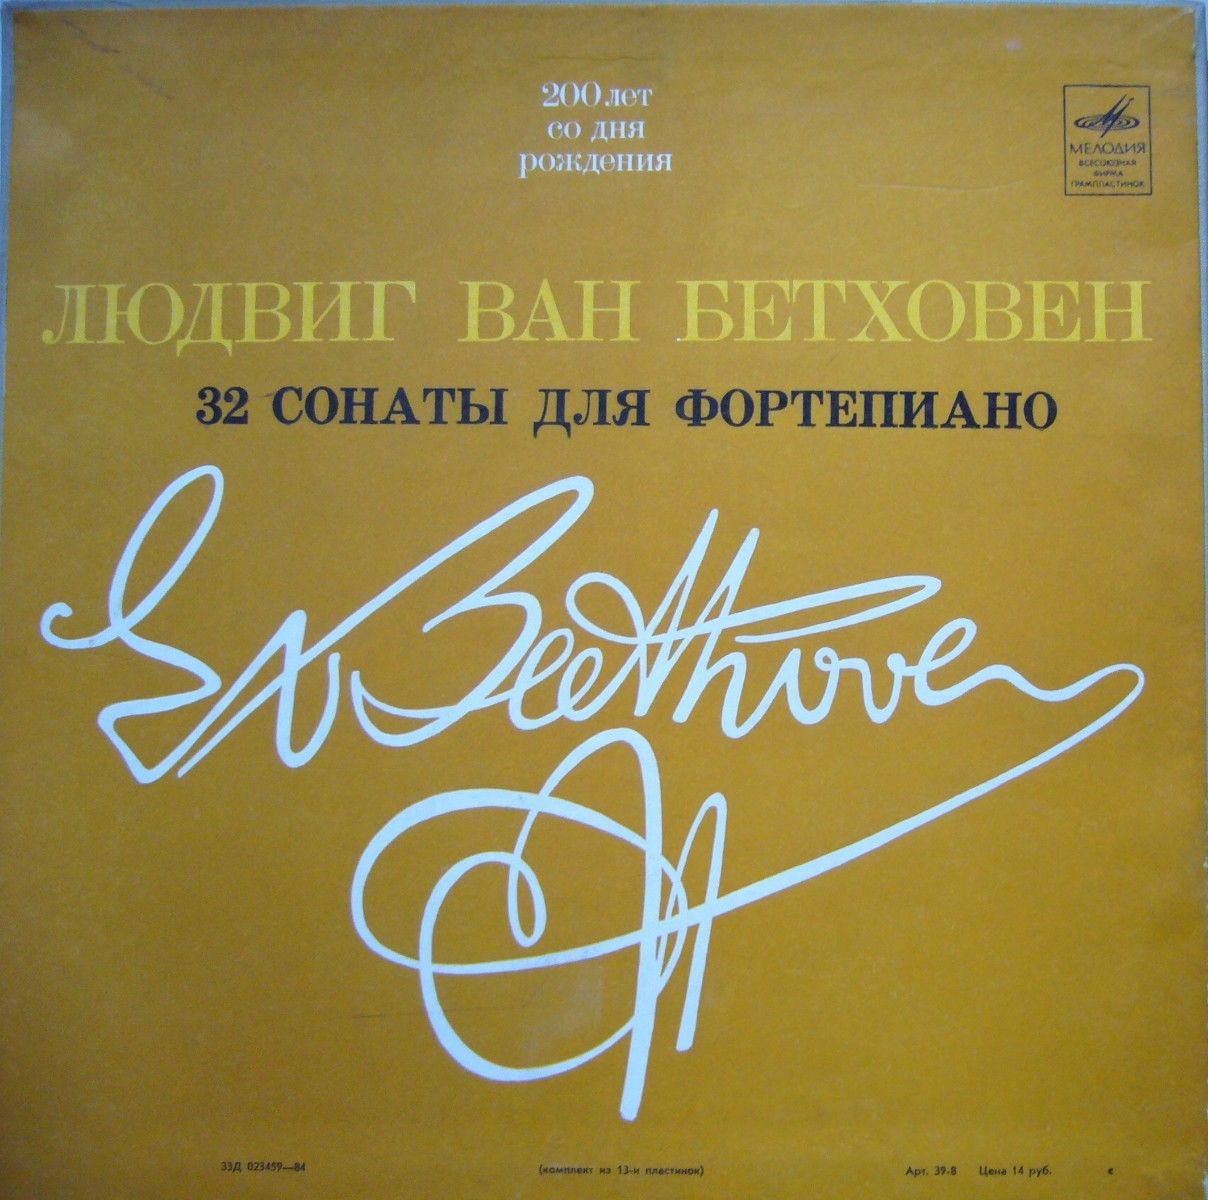 200 лет
со дня
рождения
МЕЛОДИЯ
ВСЕСОЮЗНАЯ
ФИРМА
ГРАМПЛАСТИНОК
ЛЮДВИГ ВАН БЕТХОВЕН
32 СОНАТЫ ДЛЯ ФОРТЕПИАНО
L v Beethoven
33Д 023459—84 (комплект из 13-и пластинок) Арт. 39-8 Цена 14 руб. є